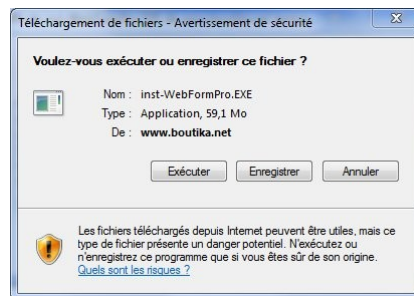 Téléchargement de fichiers - Avertissement de sécurité
Voulez-vous exécuter ou enregistrer ce fichier ?
Nom : inst-WebFormPro.EXE
Type : Application, 59,1 Mo
De : www.boutika.net
Exécuter Enregistrer Annuler
Les fichiers téléchargés depuis Internet peuvent être utiles, mais ce
type de fichier présente un danger potentiel. N'exécutez ou
n'enregistrez ce programme que si vous êtes sûr de son origine.
Quels sont les risques ?